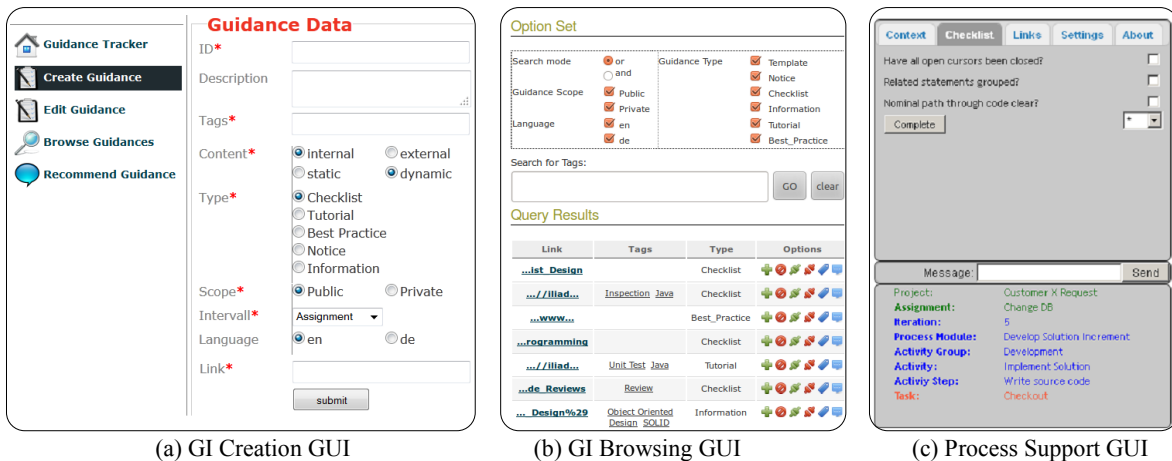 Guidance Data
Guidance Tracker
Create Guidance
Edit Guidance
Browse Guidances
Recommend Guidance
ID*
Description
Tags*
Content* internal external
static dynamic
Type* Checklist
Tutorial
Best Practice
Notice
Information
Scope* Public Private
Intervall* Assignment
Language en de
Link*
submit
(a) GI Creation GUI
Option Set
Search mode or Guidance Type Template
and Notice
Guidance Scope Public Checklist
Private Information
Language en Tutorial
de Best_Practice
Search for Tags:
GO clear
Query Results
Link Tags Type Options
...ist_Design Checklist
...//iliad... Inspection Java Checklist
...www... Best_Practice
...rogramming Checklist
...//iliad... Unit Test Java Tutorial
...de_Reviews Review Checklist
..._Design%29 Object Oriented Information
Design SOLID
(b) GI Browsing GUI
Context Checklist Links Settings About
Have all open cursors been closed?
Related statements grouped?
Nominal path through code clear?
Complete *
Message: Send
Project: Customer X Request
Assignment: Change DB
Iteration: 5
Process Module: Develop Solution Increment
Activity Group: Development
Activity: Implement Solution
Activiy Step: Write source code
Task: Checkout
(c) Process Support GUI